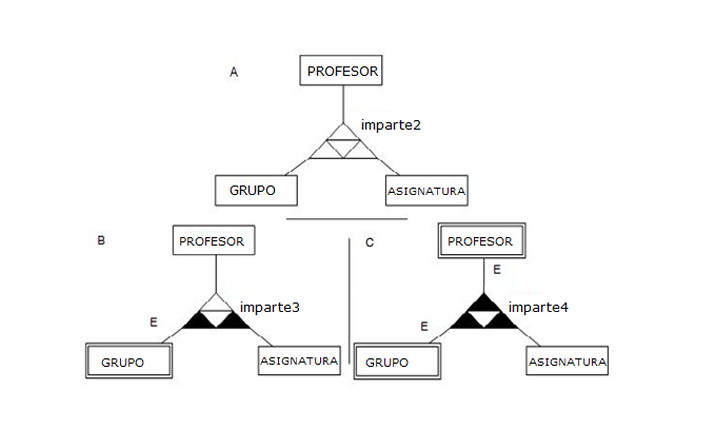 A
PROFESOR
imparte2
GRUPO
ASIGNATURA
B
PROFESOR
imparte3
E
GRUPO
ASIGNATURA
C
PROFESOR
E
imparte4
E
GRUPO
ASIGNATURA